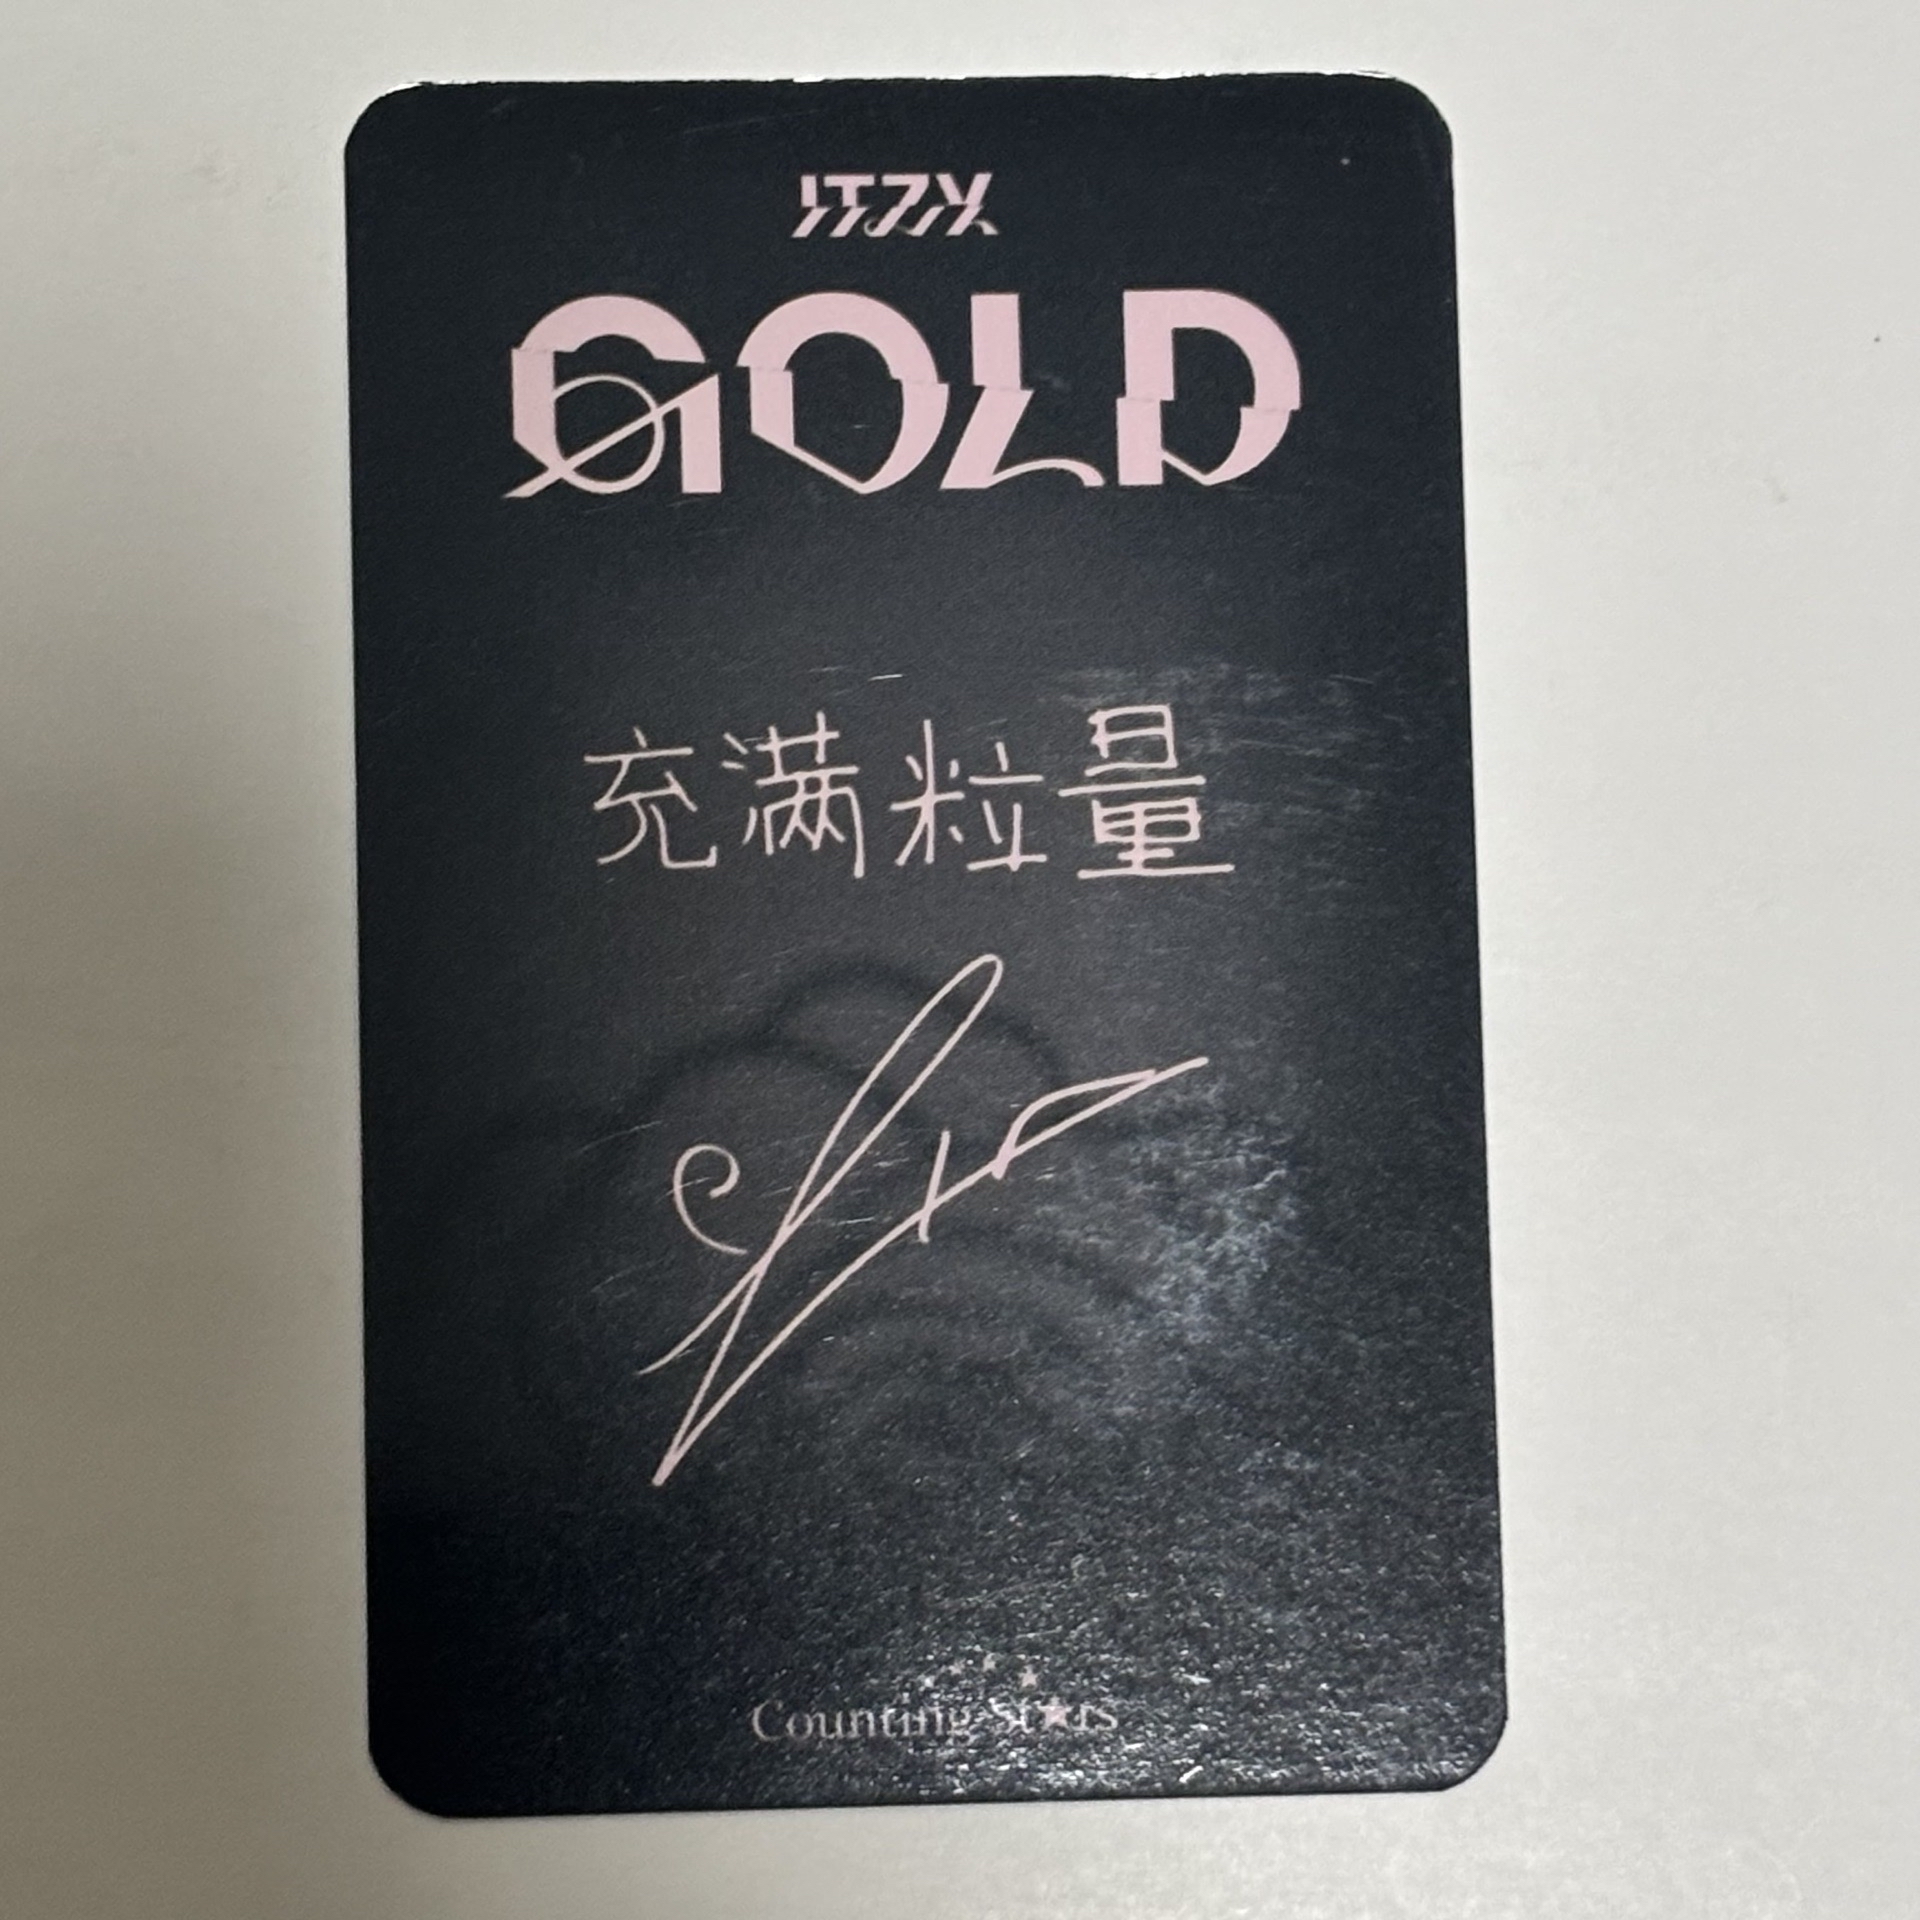 ITZY
GOLD
充满粒量
Counting Stars